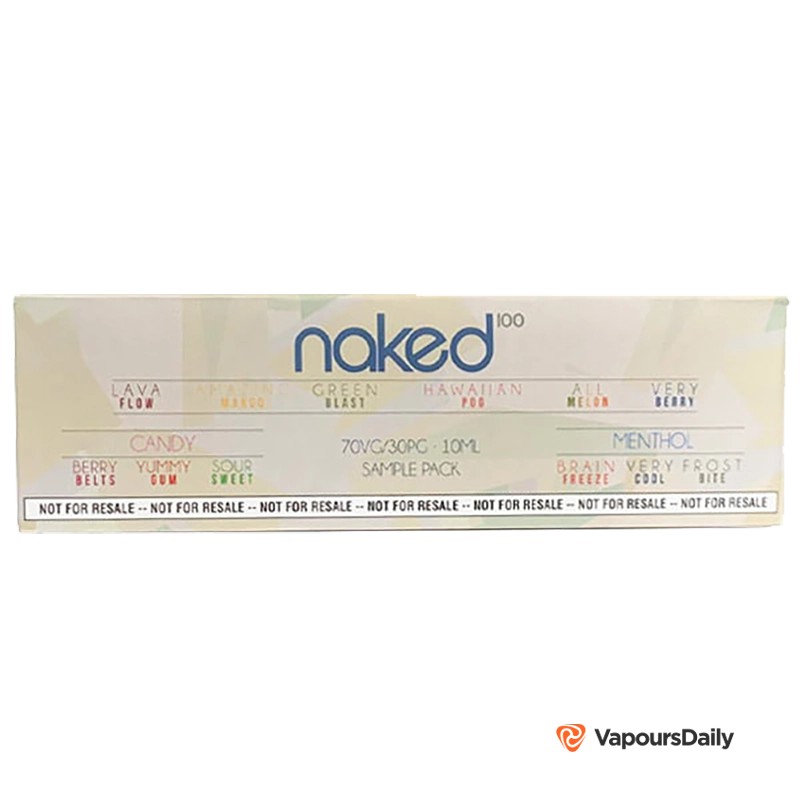 naked 100
LAVA AMAZING GREEN HAWAIIAN ALL VERY
FLOW MANGO BLAST POG MELON BERRY
CANDY
BERRY YUMMY SOUR
BELTS GUM SWEET
70VG/30PG · 10ML
SAMPLE PACK
MENTHOL
BRAIN VERY FROST
FREEZE COOL BITE
NOT FOR RESALE -- NOT FOR RESALE -- NOT FOR RESALE -- NOT FOR RESALE -- NOT FOR RESALE -- NOT FOR RESALE -- NOT FOR RESALE
VapoursDaily